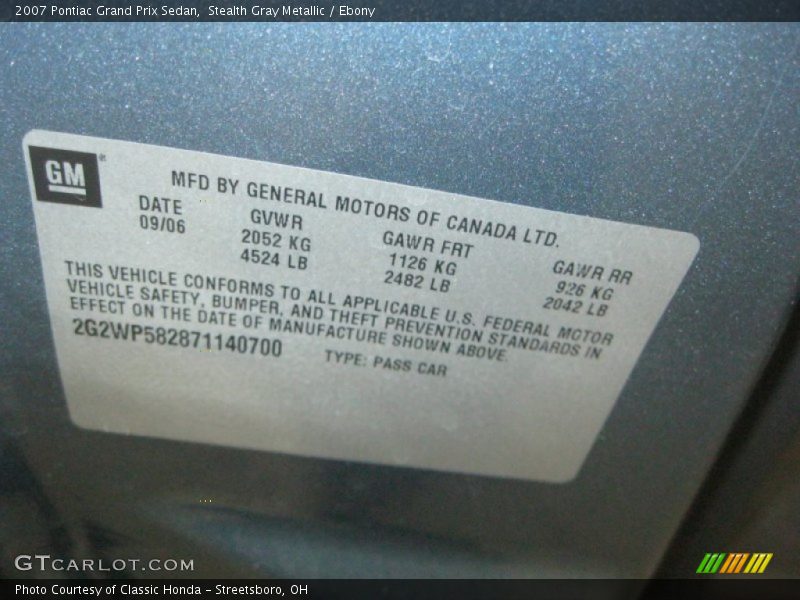 2007 Pontiac Grand Prix Sedan,  Stealth Gray Metallic / Ebony
GM®
MFD BY GENERAL MOTORS OF CANADA LTD.
DATE GVWR GAWR FRT GAWR RR
09/06 2052 KG 1126 KG 926 KG
4524 LB 2482 LB 2042 LB
THIS VEHICLE CONFORMS TO ALL APPLICABLE U.S. FEDERAL MOTOR
VEHICLE SAFETY, BUMPER, AND THEFT PREVENTION STANDARDS IN
EFFECT ON THE DATE OF MANUFACTURE SHOWN ABOVE.
2G2WP582871140700 TYPE: PASS CAR
GTCARLOT.COM
Photo Courtesy of Classic Honda - Streetsboro, OH